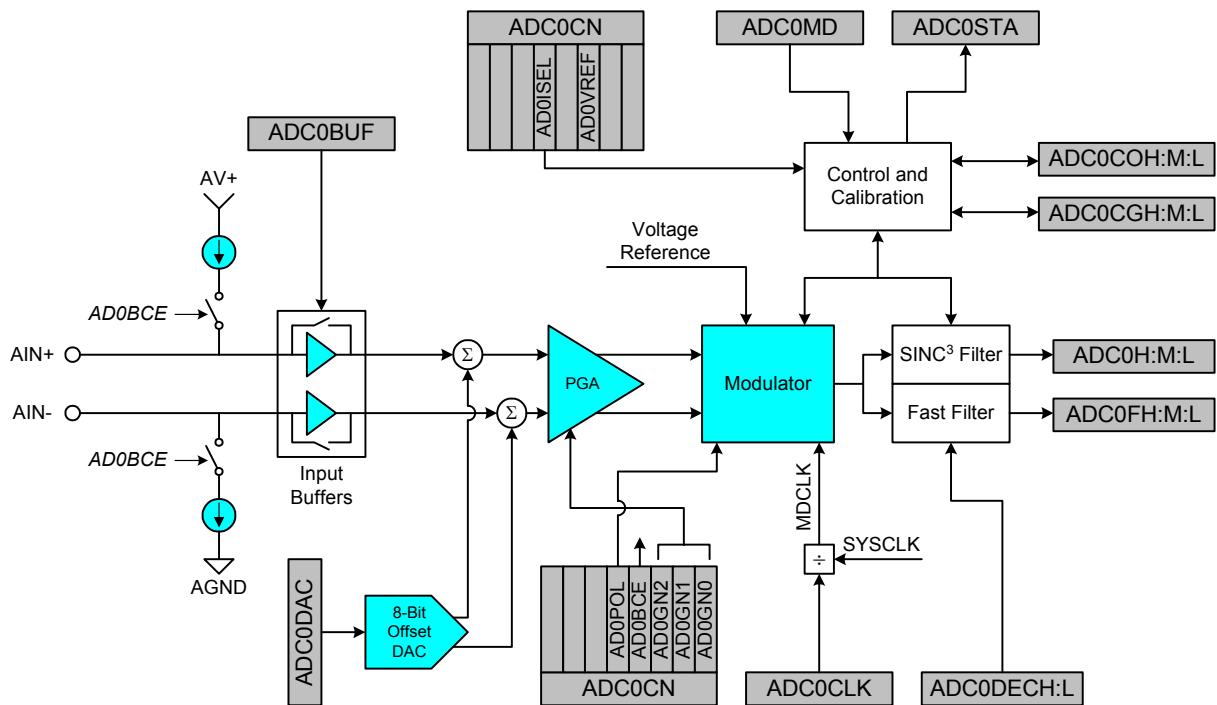 ADC0CN
AD0ISEL
AD0VREF
ADC0MD
ADC0STA
ADC0BUF
Control and
Calibration
ADC0COH:M:L
ADC0CGH:M:L
AV+
Voltage
Reference
AD0BCE
AIN+
Σ
PGA
Modulator
SINC³ Filter
ADC0H:M:L
AIN-
Σ
Fast Filter
ADC0FH:M:L
AD0BCE
Input
Buffers
MDCLK
SYSCLK
÷
AGND
ADC0DAC
8-Bit
Offset
DAC
AD0POL
AD0BCE
AD0GN2
AD0GN1
AD0GN0
ADC0CN
ADC0CLK
ADC0DECH:L